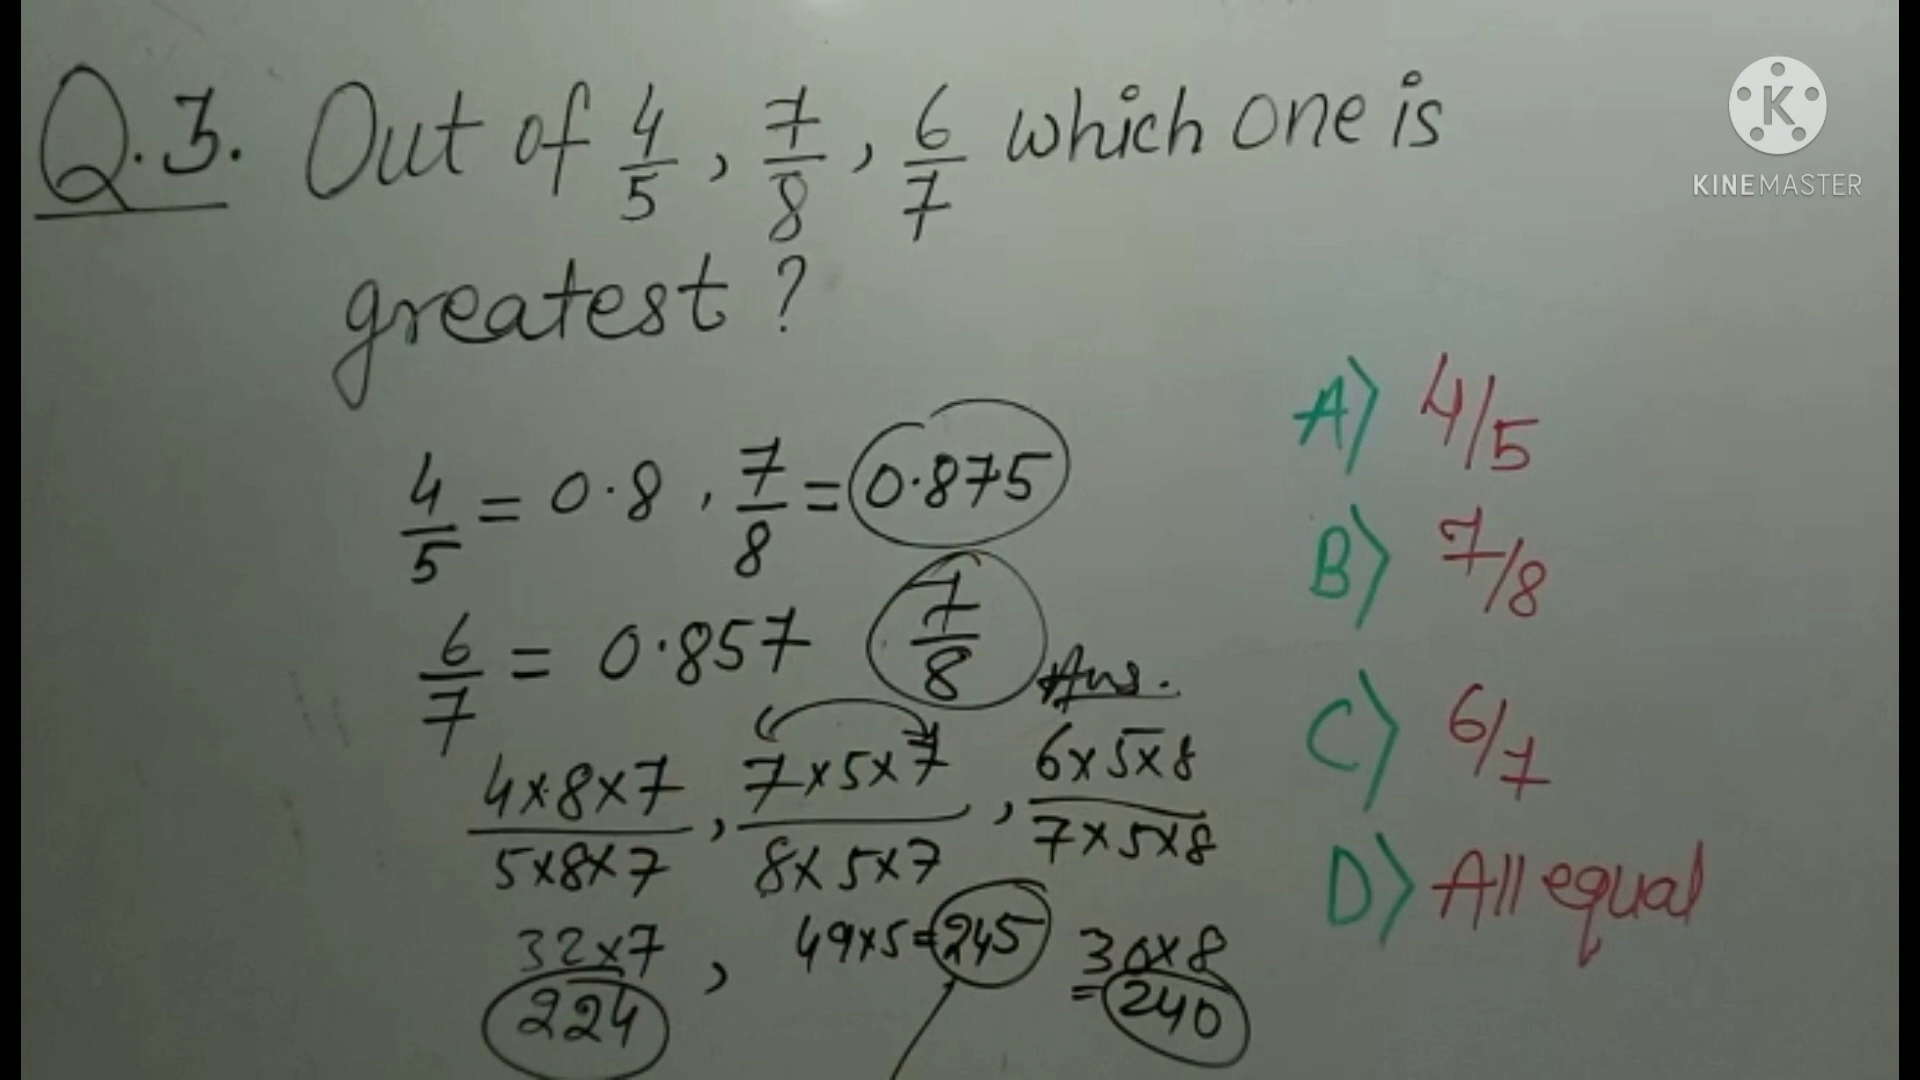 Q.3. Out of 4/5, 7/8, 6/7 which one is
greatest?
KINEMASTER
A) 4/5
B) 7/8
C) 6/7
D) All equal
4/5 = 0.8, 7/8 = 0.875
6/7 = 0.857 7/8 Ans.
4×8×7/5×8×7, 7×5×7/8×5×7, 6×5×8/7×5×8
32×7, 49×5=245 30×8
224 =240